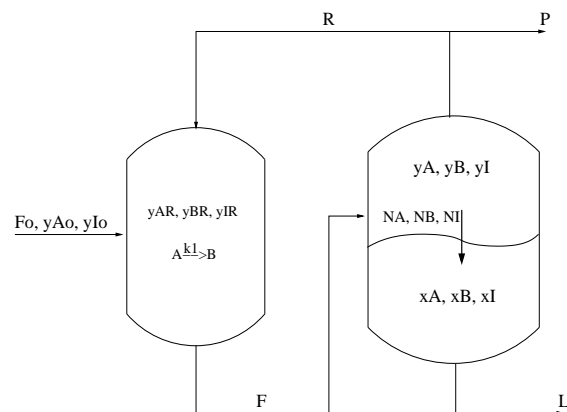 R
P
yA, yB, yI
Fo, yAo, yIo
yAR, yBR, yIR
NA, NB, NI
A k1 => B
xA, xB, xI
F
L